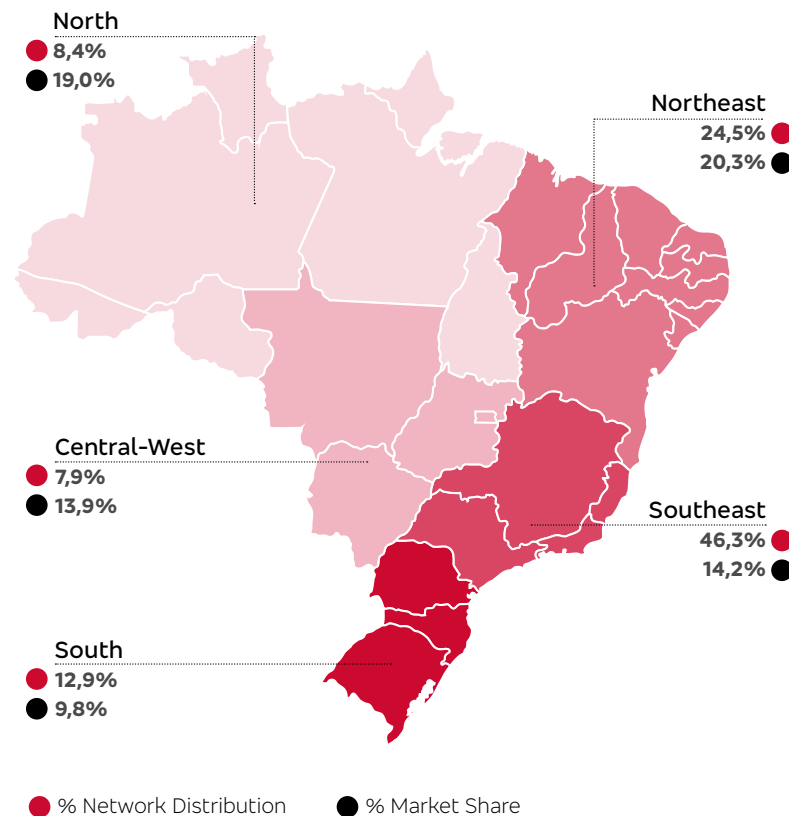 North
8,4%
19,0%
Northeast
24,5%
20,3%
Central-West
7,9%
13,9%
Southeast
46,3%
14,2%
South
12,9%
9,8%
% Network Distribution
% Market Share